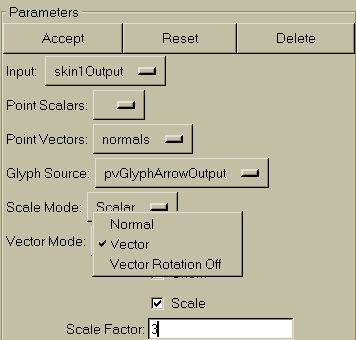 Parameters
Accept Reset Delete
Input: skin1Output
Point Scalars:
Point Vectors: normals
Glyph Source: pvGlyphArrowOutput
Scale Mode: Scalar
Normal
Vector Mode: Vector
Vector Rotation Off
Scale
Scale Factor: 3